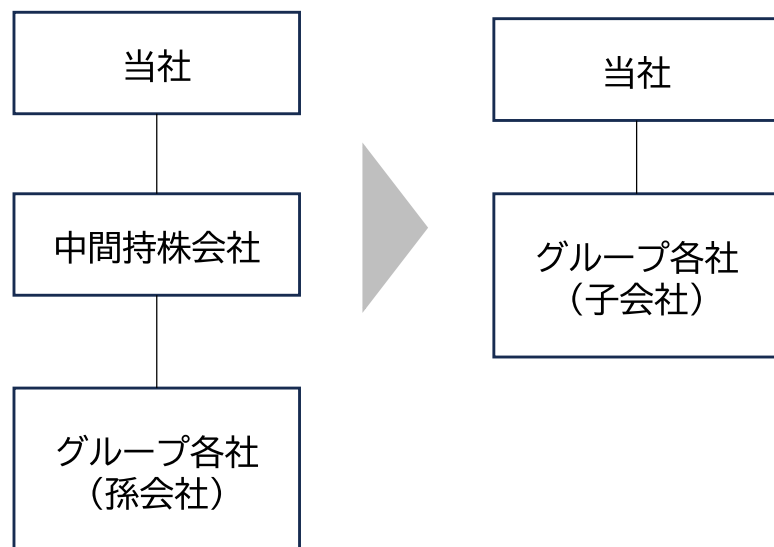 当社
中間持株会社
グループ各社
（孫会社）
当社
グループ各社
（子会社）